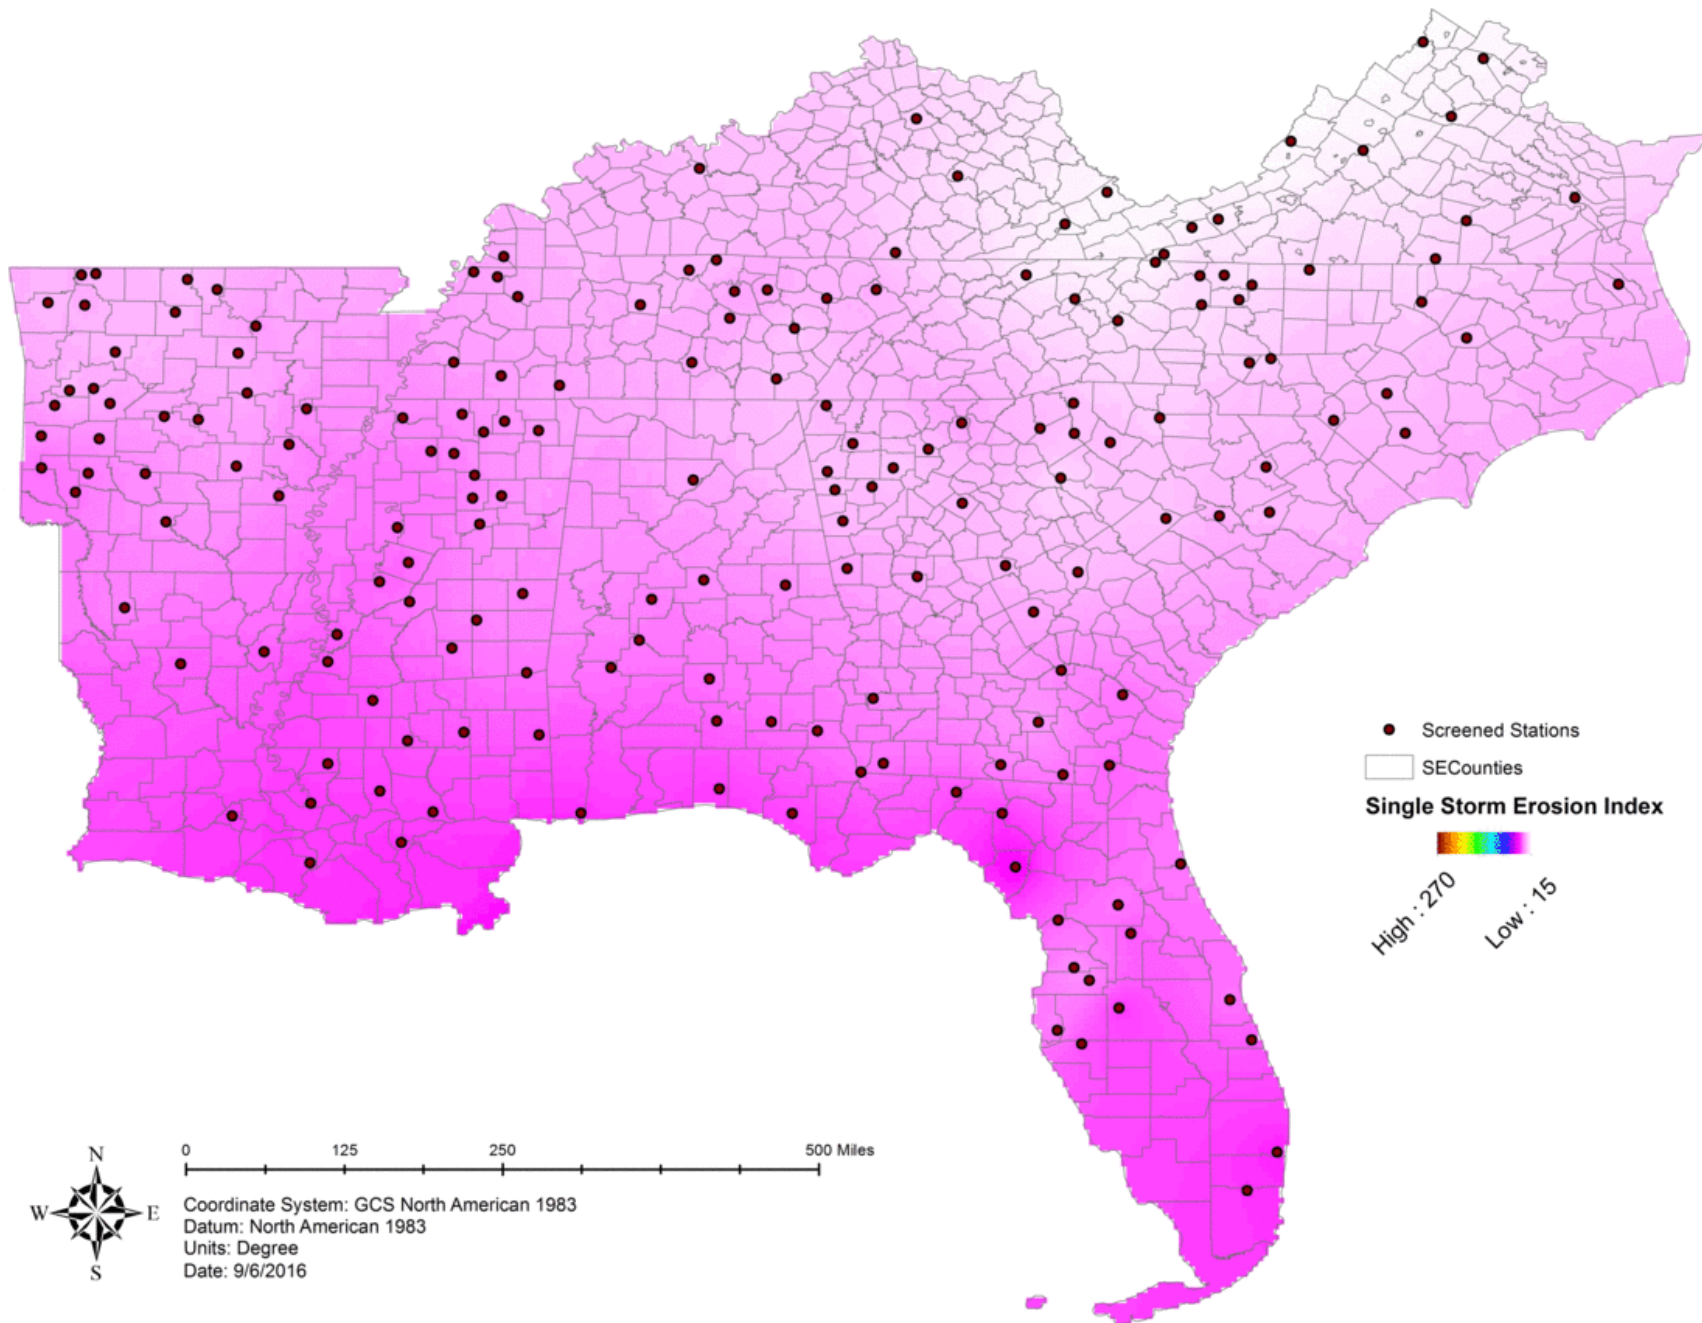 Screened Stations
SECounties
Single Storm Erosion Index
High : 270
Low : 15
0 125 250 500 Miles
N
W E
S
Coordinate System: GCS North American 1983
Datum: North American 1983
Units: Degree
Date: 9/6/2016